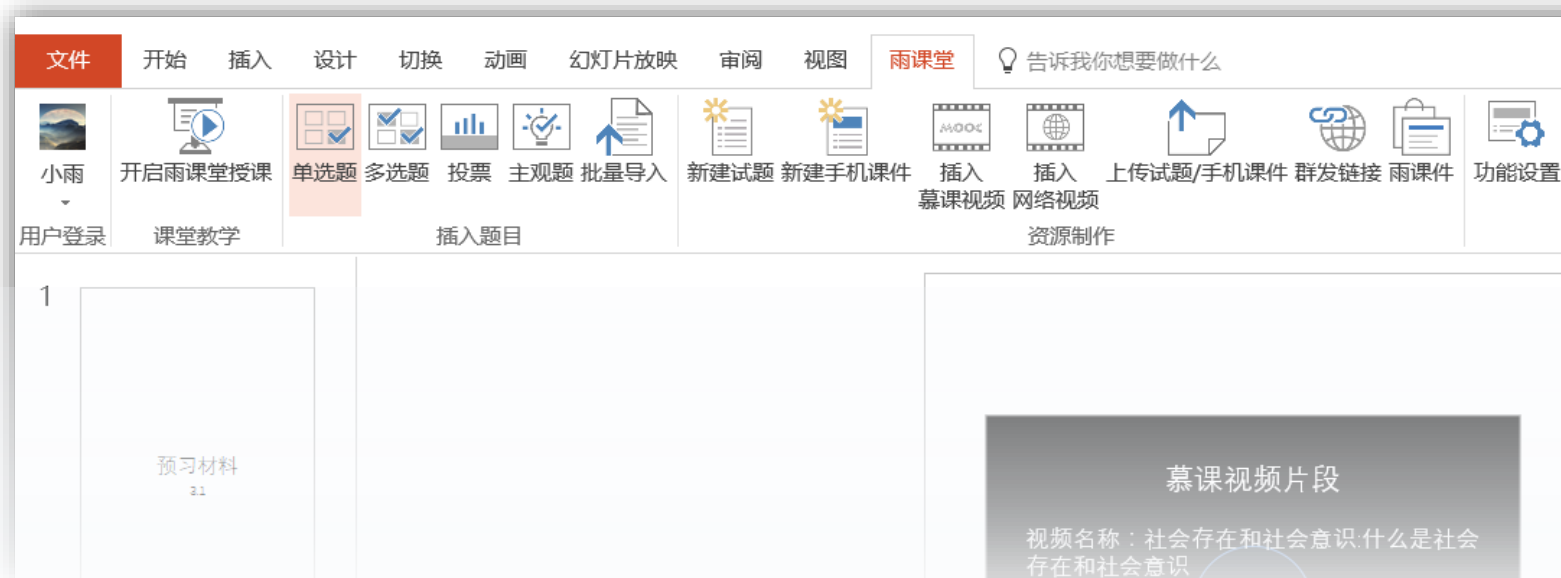 文件 开始 插入 设计 切换 动画 幻灯片放映 审阅 视图 雨课堂 告诉我你想要做什么
MOOC
小雨 开启雨课堂授课 单选题 多选题 投票 主观题 批量导入 新建试题 新建手机课件 插入 插入 上传试题/手机课件 群发链接 雨课件 功能设置
慕课视频 网络视频
用户登录 课堂教学 插入题目 资源制作
1
预习材料
3.1
慕课视频片段
视频名称：社会存在和社会意识:什么是社会
存在和社会意识